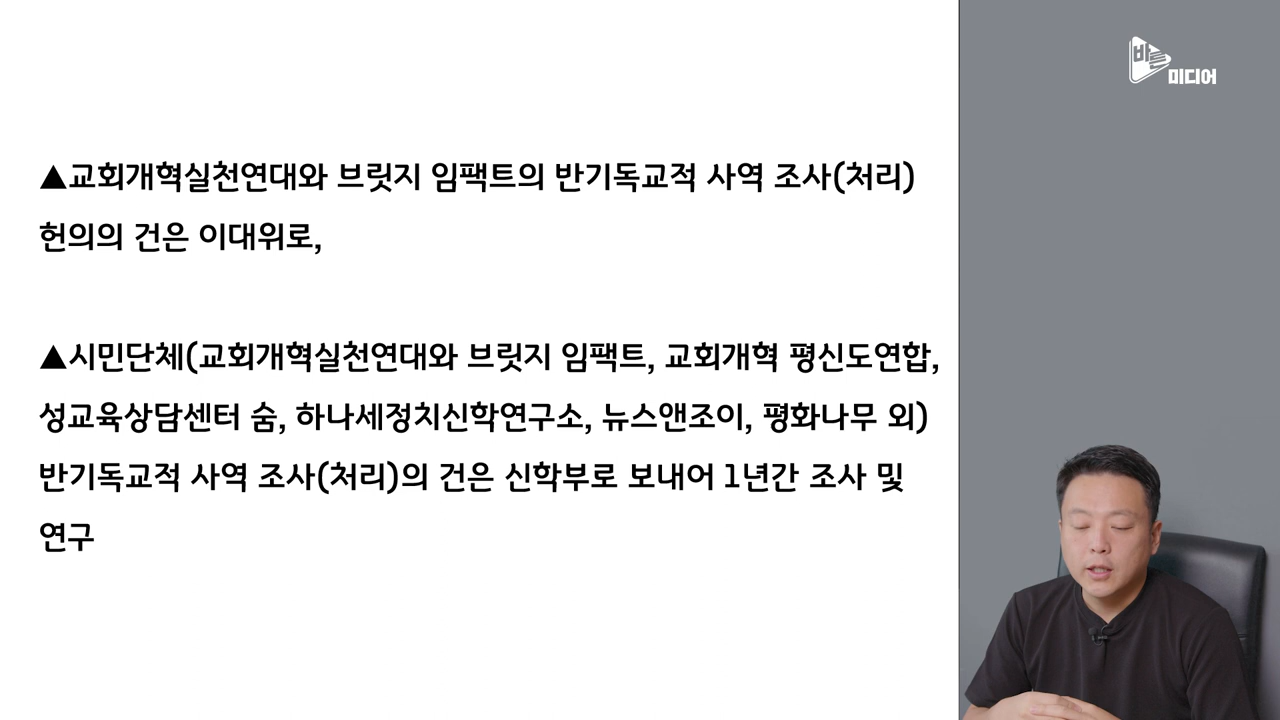 바른
미디어
▲교회개혁실천연대와 브릿지 임팩트의 반기독교적 사역 조사(처리)
헌의의 건은 이대위로,
▲시민단체(교회개혁실천연대와 브릿지 임팩트, 교회개혁 평신도연합,
성교육상담센터 숨, 하나세정치신학연구소, 뉴스앤조이, 평화나무 외)
반기독교적 사역 조사(처리)의 건은 신학부로 보내어 1년간 조사 및
연구